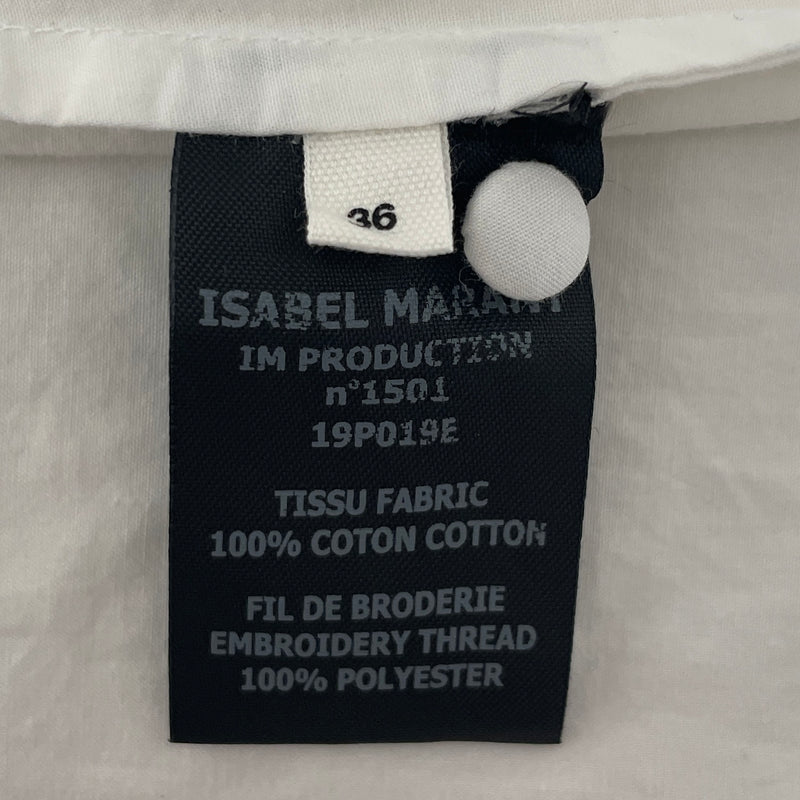 36
ISABEL MARANT
IM PRODUCTION
n°1501
19P019E
TISSU FABRIC
100% COTON COTTON
FIL DE BRODERIE
EMBROIDERY THREAD
100% POLYESTER